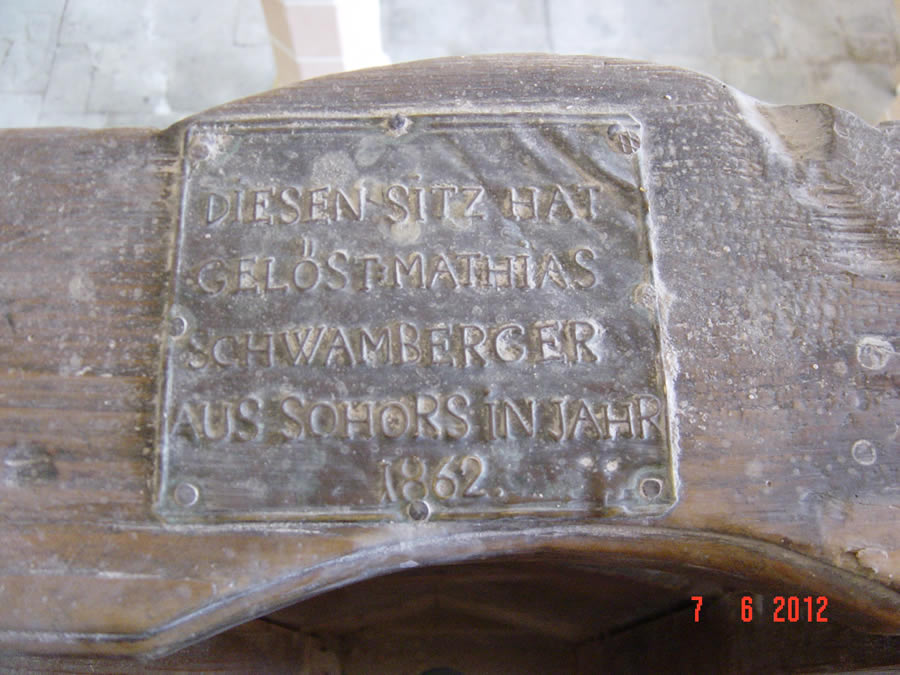 DIESEN SITZ HAT
GELÖST:MATHIAS
SCHWAMBERGER
AUS SOHORS IN JAHR
1862.
7 6 2012